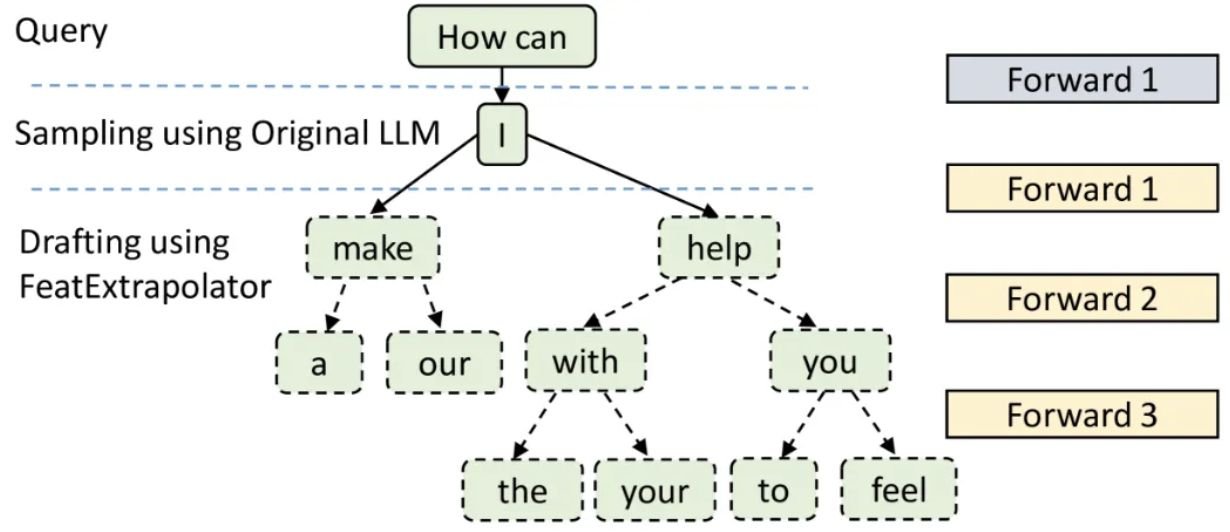 Query
How can
Forward 1
Sampling using Original LLM
I
Forward 1
Drafting using
FeatExtrapolator
make
help
Forward 2
a
our
with
you
Forward 3
the
your
to
feel